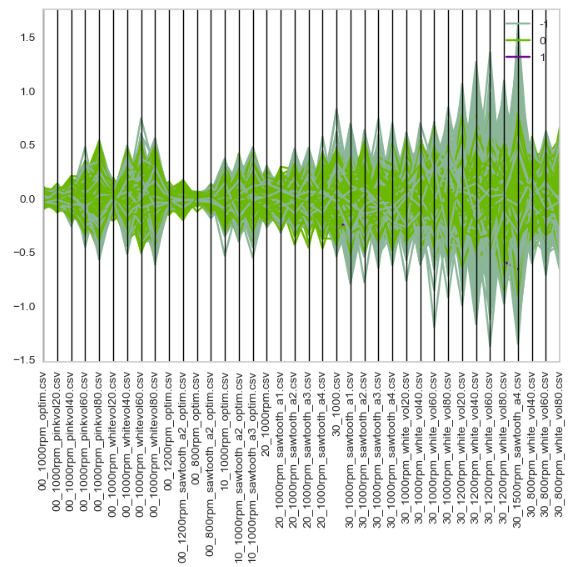 1.5
1.0
0.5
0.0
−0.5
−1.0
−1.5
-1
0
1
00_1000rpm_optim.csv
00_1000rpm_pinkvol20.csv
00_1000rpm_pinkvol40.csv
00_1000rpm_pinkvol60.csv
00_1000rpm_pinkvol80.csv
00_1000rpm_whitevol20.csv
00_1000rpm_whitevol40.csv
00_1000rpm_whitevol60.csv
00_1000rpm_whitevol80.csv
00_1200rpm_optim.csv
00_1200rpm_sawtooth_a2_optim.csv
00_800rpm_optim.csv
00_800rpm_sawtooth_a2_optim.csv
10_1000rpm_optim.csv
10_1000rpm_sawtooth_a2_optim.csv
10_1000rpm_sawtooth_a3_optim.csv
20_1000rpm.csv
20_1000rpm_sawtooth_a1.csv
20_1000rpm_sawtooth_a2.csv
20_1000rpm_sawtooth_a3.csv
20_1000rpm_sawtooth_a4.csv
30_1000.csv
30_1000rpm_sawtooth_a1.csv
30_1000rpm_sawtooth_a2.csv
30_1000rpm_sawtooth_a3.csv
30_1000rpm_sawtooth_a4.csv
30_1000rpm_white_vol20.csv
30_1000rpm_white_vol40.csv
30_1000rpm_white_vol60.csv
30_1000rpm_white_vol80.csv
30_1200rpm_white_vol20.csv
30_1200rpm_white_vol40.csv
30_1200rpm_white_vol60.csv
30_1200rpm_white_vol80.csv
30_1500rpm_sawtooth_a4.csv
30_800rpm_white_vol40.csv
30_800rpm_white_vol60.csv
30_800rpm_white_vol80.csv